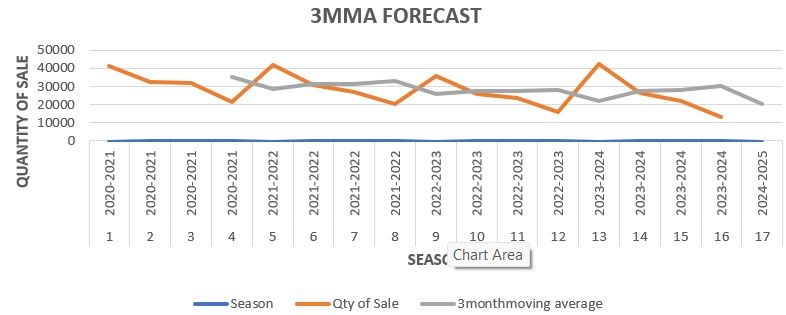 3MMA FORECAST
QUANTITY OF SALE
50000
40000
30000
20000
10000
0
2020-2021 2020-2021 2020-2021 2020-2021 2021-2022 2021-2022 2021-2022 2021-2022 2022-2023 2022-2023 2022-2023 2022-2023 2023-2024 2023-2024 2023-2024 2023-2024 2024-2025
1 2 3 4 5 6 7 8 9 10 11 12 13 14 15 16 17
SEASO
Chart Area
Season Qty of Sale 3monthmoving average